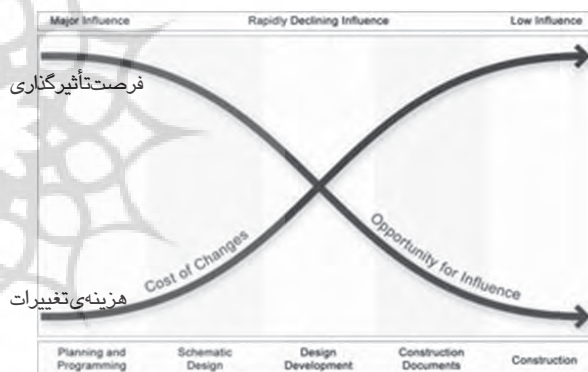 Major Influence Rapidly Declining Influence Low Influence
فرصت‌تأثیرگذاری
Cost of Changes
Opportunity for Influence
هزینه‌ی‌تغییرات
Planning and Programming
Schematic Design
Design Development
Construction Documents
Construction